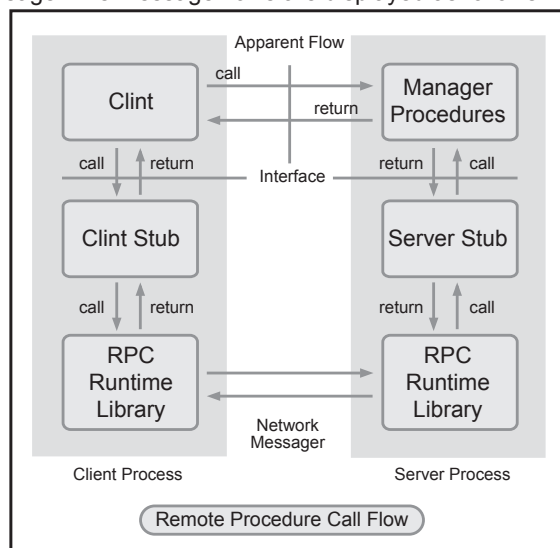 Apparent Flow
Clint
call
return
Manager
Procedures
call
return
return
call
Interface
Clint Stub
Server Stub
call
return
return
call
RPC
Runtime
Library
RPC
Runtime
Library
Network
Messager
Client Process
Server Process
Remote Procedure Call Flow